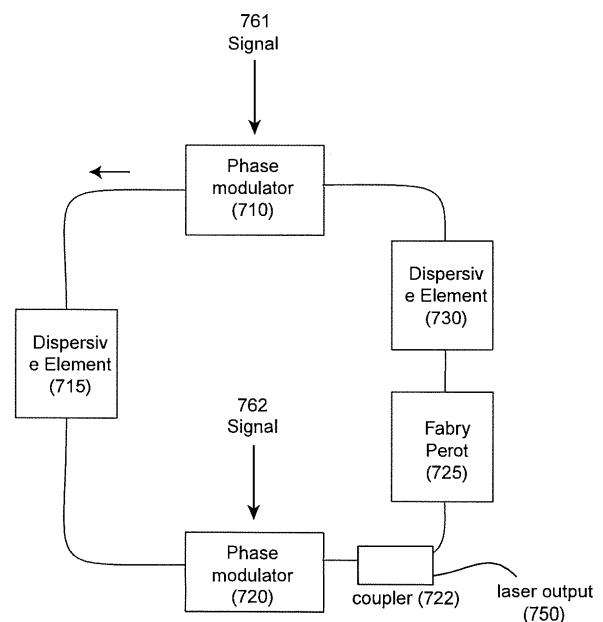 761
Signal
Phase
modulator
(710)
Dispersiv
e Element
(730)
Dispersiv
e Element
(715)
762
Signal
Fabry
Perot
(725)
Phase
modulator
(720)
coupler (722)
laser output
(750)